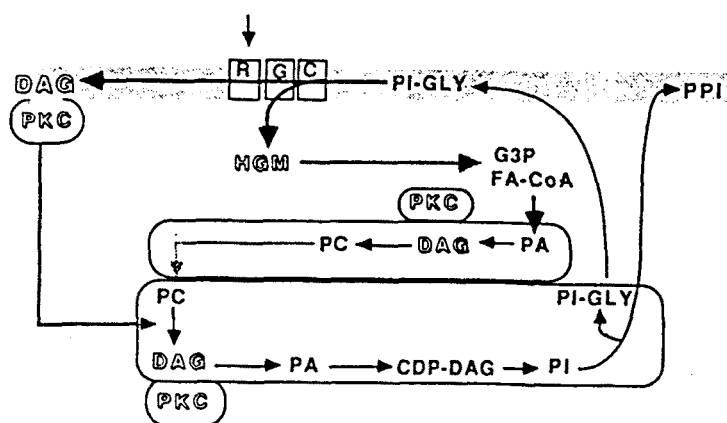 R G C
DAG PI-GLY PPI
PKC
HGM G3P
FA-CoA
PKC
PC DAG PA
PC PI-GLY
DAG PA CDP-DAG PI
PKC